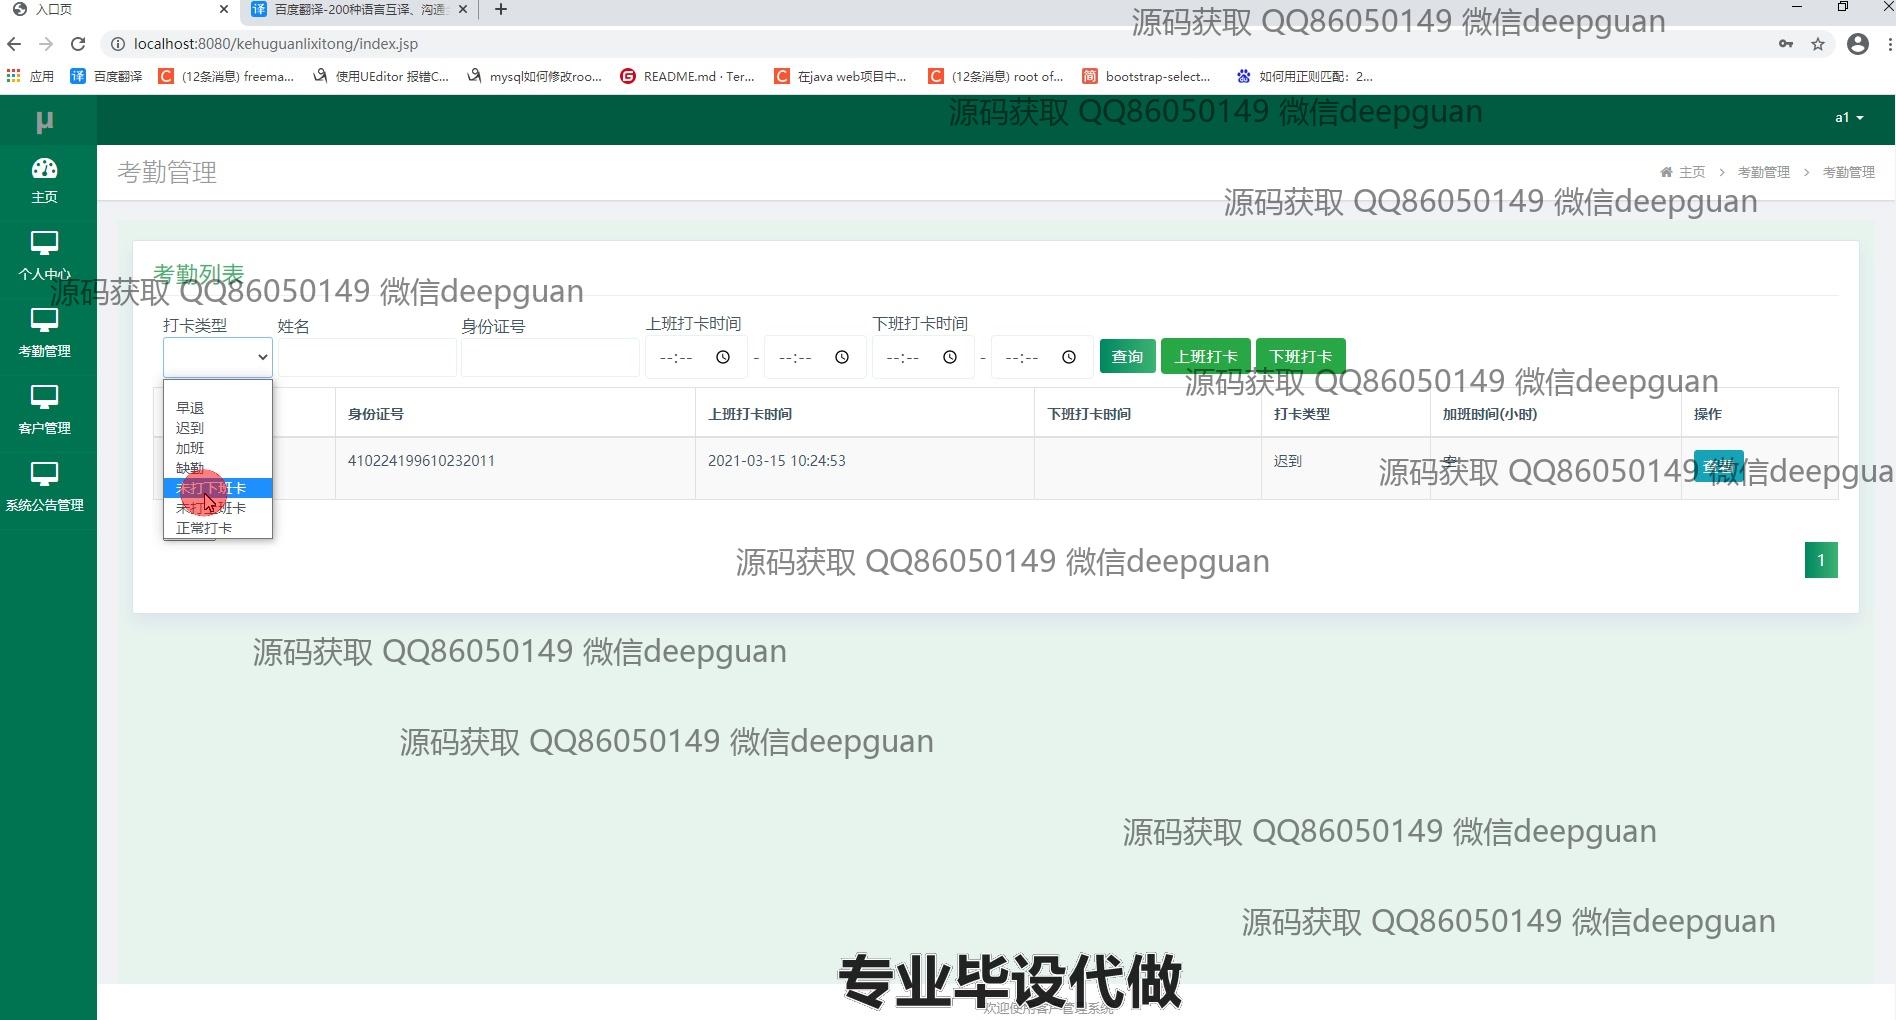 入口页
百度翻译-200种语言互译、沟通
源码获取 QQ86050149 微信deepguan
localhost:8080/kehuguanlixitong/index.jsp
应用
百度翻译
(12条消息) freema...
使用UEditor 报错C...
mysql如何修改roo...
README.md · Ter...
在java web项目中...
(12条消息) root of...
bootstrap-select...
如何用正则匹配: 2...
μ
源码获取 QQ86050149 微信deepguan
a1
主页
考勤管理
主页 > 考勤管理 > 考勤管理
源码获取 QQ86050149 微信deepguan
个人中心
考勤列表
源码获取 QQ86050149 微信deepguan
打卡类型
姓名
身份证号
上班打卡时间
下班打卡时间
--:--
-
--:--
--:--
-
--:--
查询
上班打卡
下班打卡
考勤管理
源码获取 QQ86050149 微信deepguan
早退
迟到
加班
缺勤
未打下班卡
正常打卡
身份证号
上班打卡时间
下班打卡时间
打卡类型
加班时间(小时)
操作
410224199610232011
2021-03-15 10:24:53
迟到
源码获取 QQ86050149 微信deepgua
客户管理
系统公告管理
源码获取 QQ86050149 微信deepguan
1
源码获取 QQ86050149 微信deepguan
源码获取 QQ86050149 微信deepguan
源码获取 QQ86050149 微信deepguan
源码获取 QQ86050149 微信deepguan
专业毕设代做